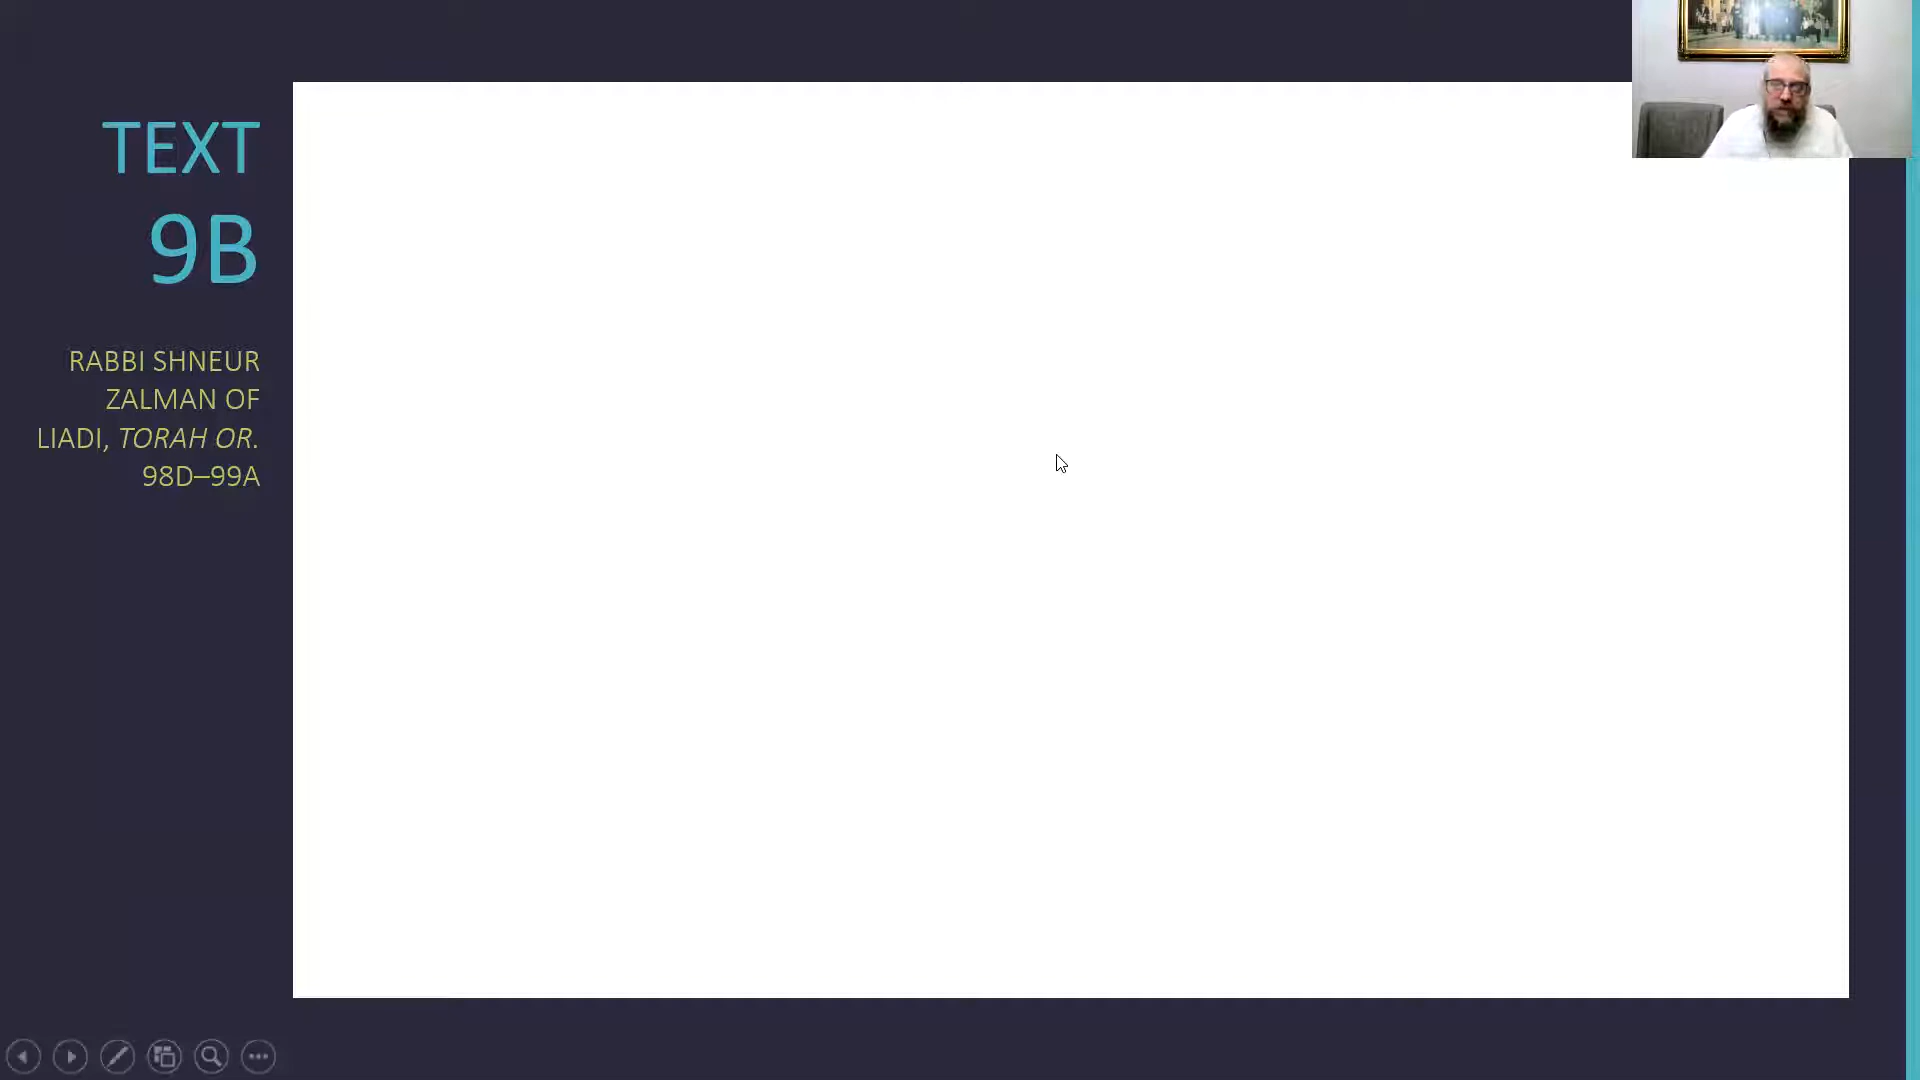 TEXT
9B
RABBI SHNEUR
ZALMAN OF
LIADI, TORAH OR.
98D–99A